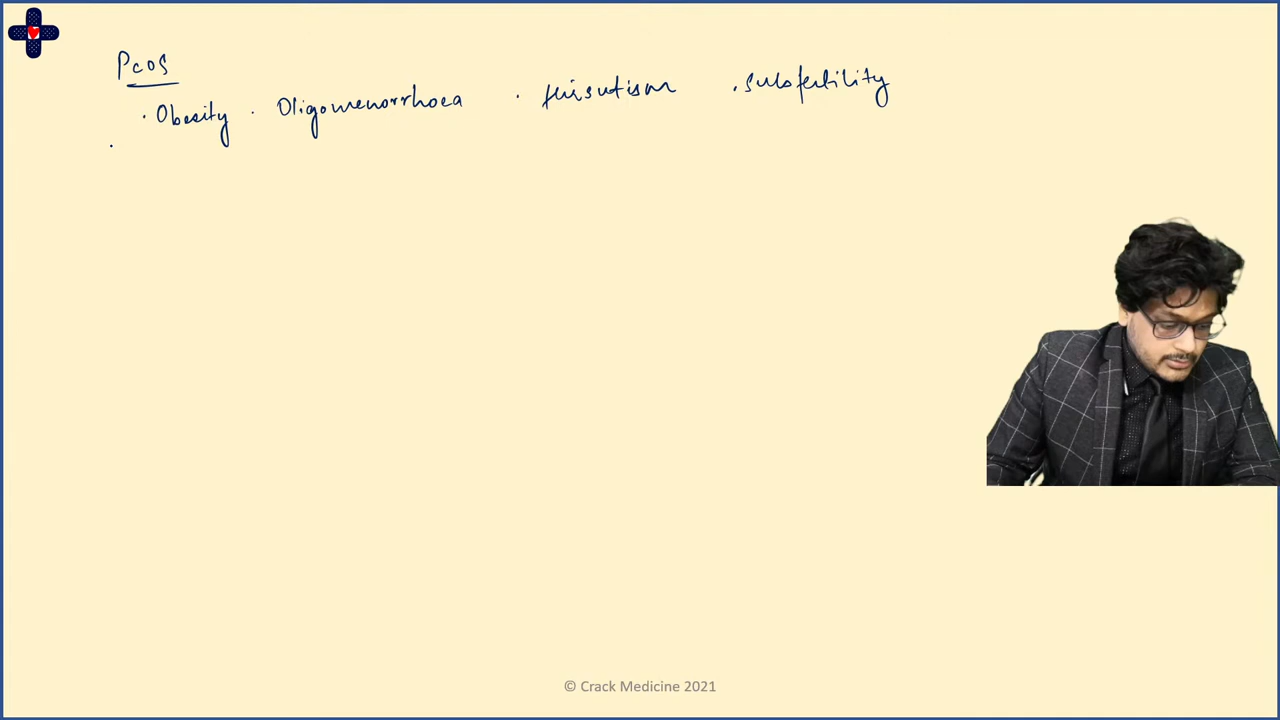 PCOS
· Obesity · Oligomenorrhoea · Hirsutism · Subfertility
·
© Crack Medicine 2021